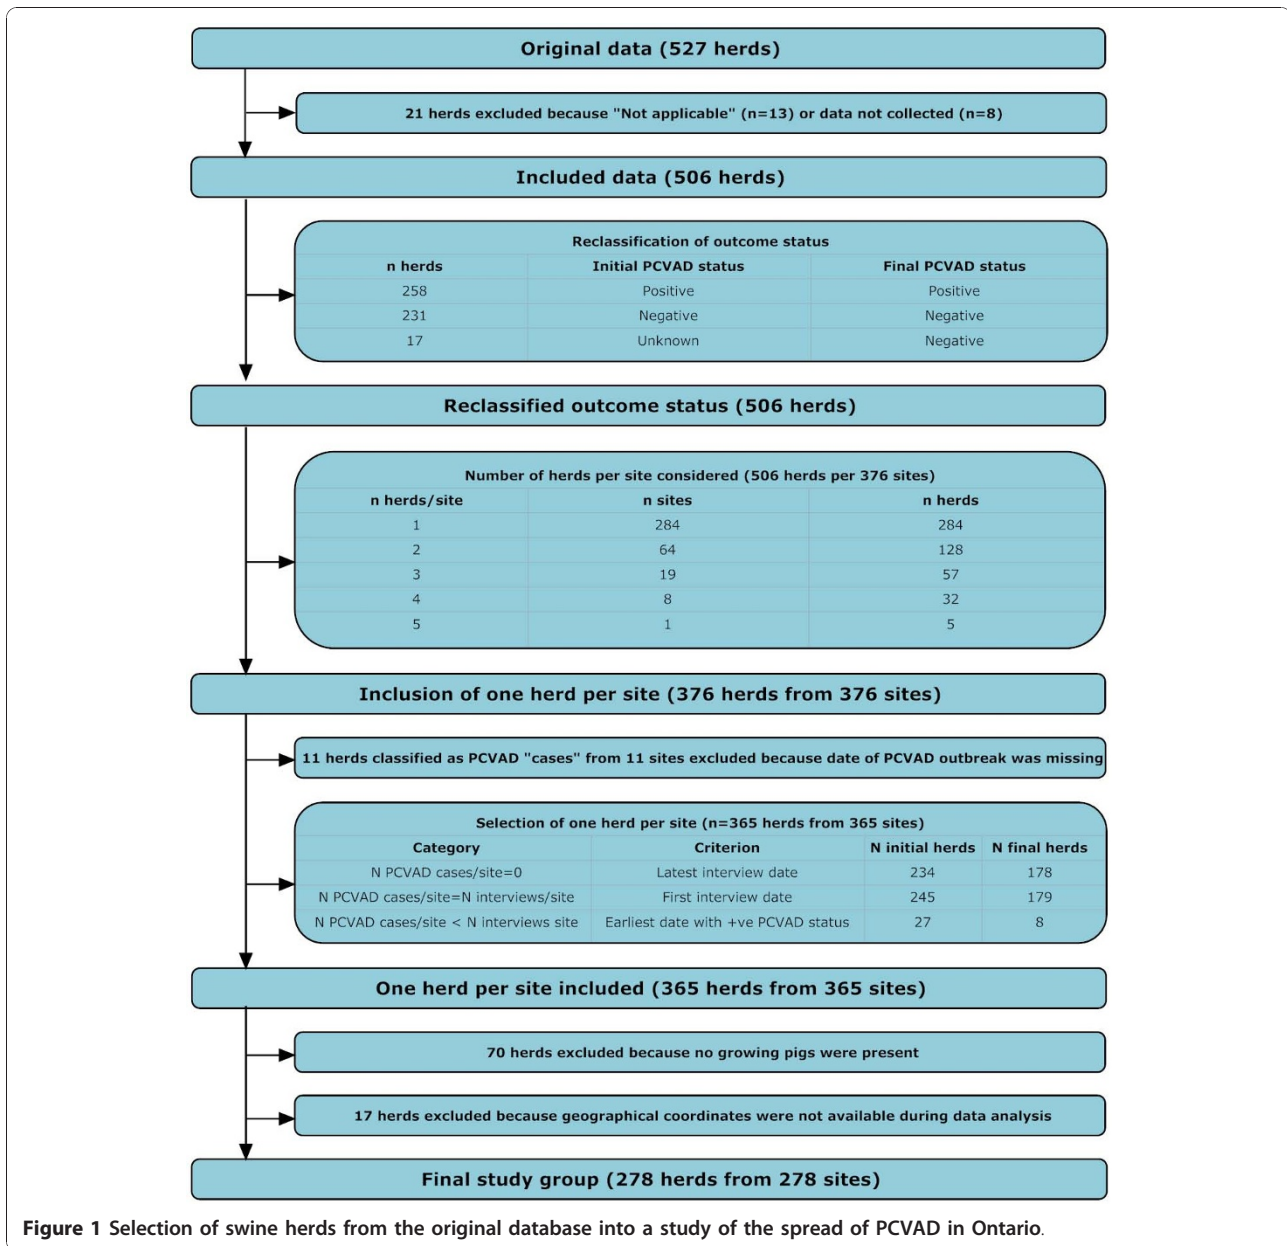 Original data (527 herds)
21 herds excluded because "Not applicable" (n=13) or data not collected (n=8)
Included data (506 herds)
Reclassification of outcome status
n herds Initial PCVAD status Final PCVAD status
258 Positive Positive
231 Negative Negative
17 Unknown Negative
Reclassified outcome status (506 herds)
Number of herds per site considered (506 herds per 376 sites)
n herds/site n sites n herds
1 284 284
2 64 128
3 19 57
4 8 32
5 1 5
Inclusion of one herd per site (376 herds from 376 sites)
11 herds classified as PCVAD "cases" from 11 sites excluded because date of PCVAD outbreak was missing
Selection of one herd per site (n=365 herds from 365 sites)
Category Criterion N initial herds N final herds
N PCVAD cases/site=0 Latest interview date 234 178
N PCVAD cases/site=N interviews/site First interview date 245 179
N PCVAD cases/site < N interviews site Earliest date with +ve PCVAD status 27 8
One herd per site included (365 herds from 365 sites)
70 herds excluded because no growing pigs were present
17 herds excluded because geographical coordinates were not available during data analysis
Final study group (278 herds from 278 sites)
Figure 1 Selection of swine herds from the original database into a study of the spread of PCVAD in Ontario.